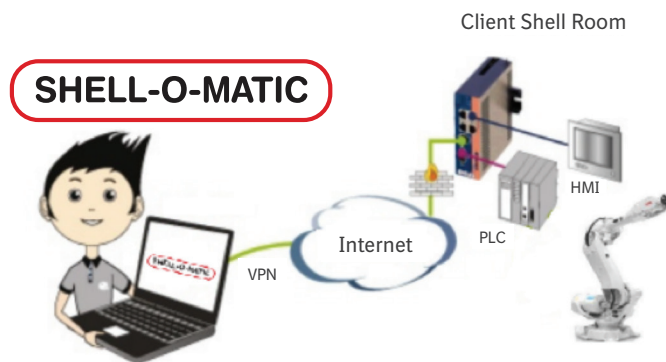 Client Shell Room
SHELL-O-MATIC
HMI
PLC
Internet
VPN
SHELL-O-MATIC